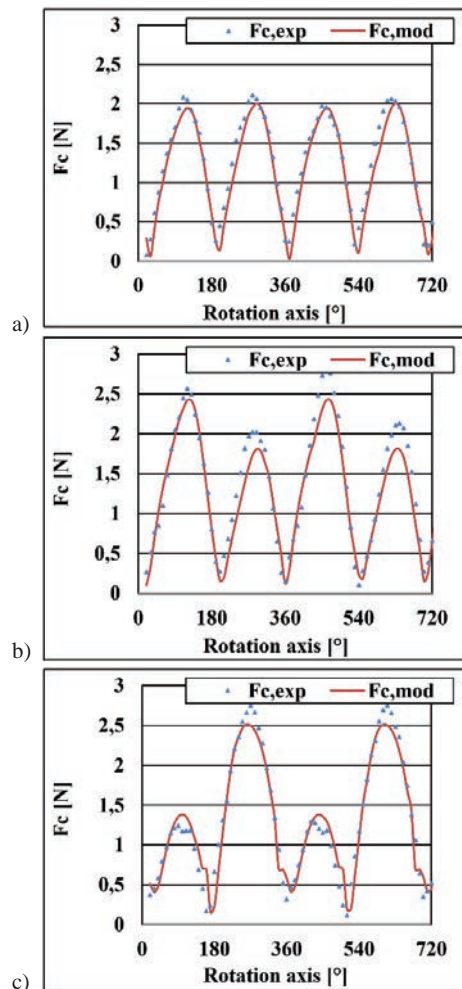 Fc,exp Fc,mod
3
2,5
2
1,5
1
0,5
0
Fc [N]
0 180 360 540 720
Rotation axis [°]
a)
Fc,exp Fc,mod
3
2,5
2
1,5
1
0,5
0
Fc [N]
0 180 360 540 720
Rotation axis [°]
b)
Fc,exp Fc,mod
3
2,5
2
1,5
1
0,5
0
Fc [N]
0 180 360 540 720
Rotation axis [°]
c)